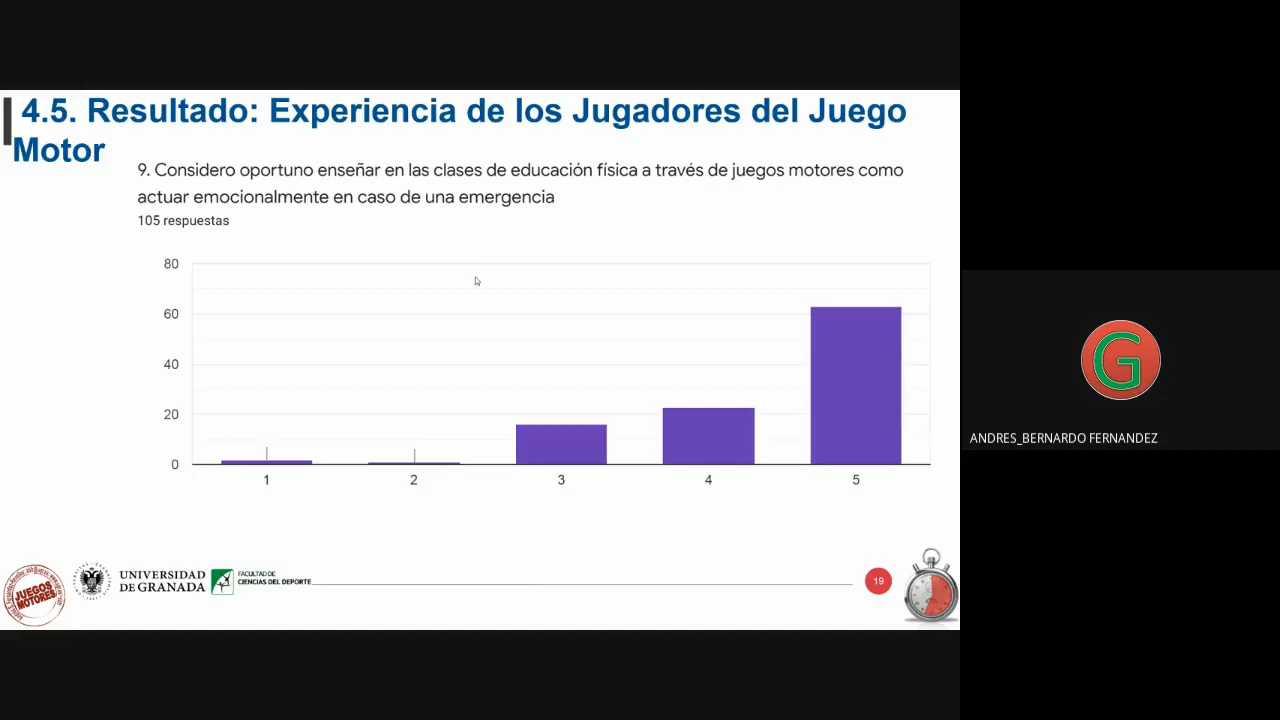 4.5. Resultado: Experiencia de los Jugadores del Juego
Motor
9. Considero oportuno enseñar en las clases de educación física a través de juegos motores como
actuar emocionalmente en caso de una emergencia
105 respuestas
80
60
40
20
0
1 2 3 4 5
G
ANDRES_BERNARDO FERNANDEZ
JUEGOS
MOTORES
UNIVERSIDAD
DE GRANADA
FACULTAD DE
CIENCIAS DEL DEPORTE
19